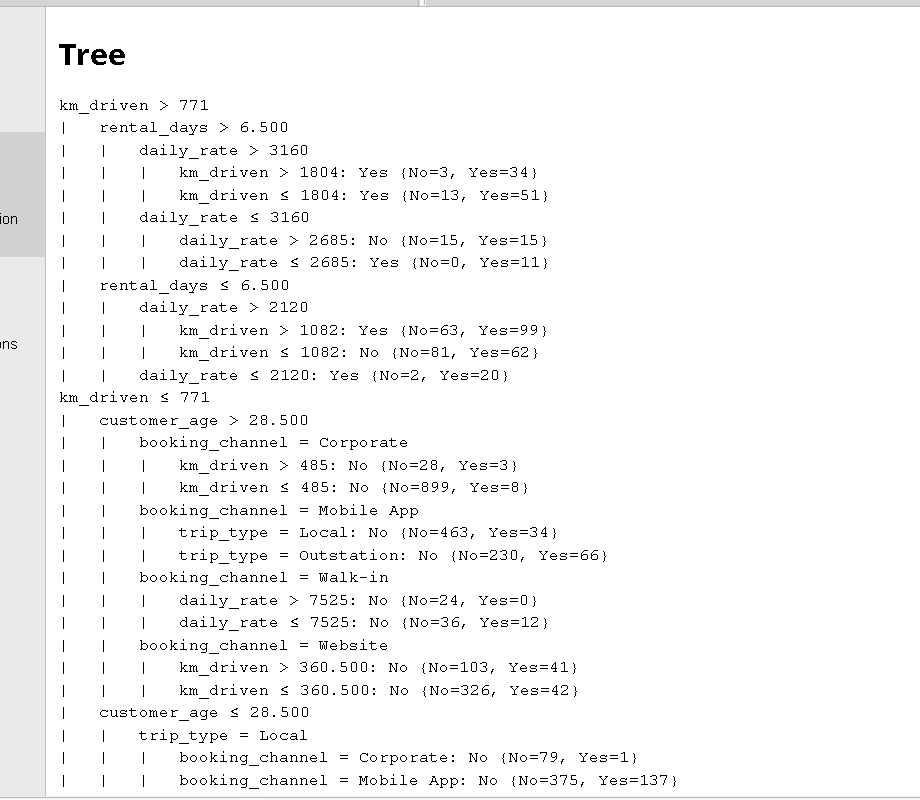 Tree
km_driven > 771
|   rental_days > 6.500
|   |   daily_rate > 3160
|   |   |   km_driven > 1804: Yes {No=3, Yes=34}
|   |   |   km_driven ≤ 1804: Yes {No=13, Yes=51}
|   |   daily_rate ≤ 3160
|   |   |   daily_rate > 2685: No {No=15, Yes=15}
|   |   |   daily_rate ≤ 2685: Yes {No=0, Yes=11}
|   rental_days ≤ 6.500
|   |   daily_rate > 2120
|   |   |   km_driven > 1082: Yes {No=63, Yes=99}
|   |   |   km_driven ≤ 1082: No {No=81, Yes=62}
|   |   daily_rate ≤ 2120: Yes {No=2, Yes=20}
km_driven ≤ 771
|   customer_age > 28.500
|   |   booking_channel = Corporate
|   |   |   km_driven > 485: No {No=28, Yes=3}
|   |   |   km_driven ≤ 485: No {No=899, Yes=8}
|   |   booking_channel = Mobile App
|   |   |   trip_type = Local: No {No=463, Yes=34}
|   |   |   trip_type = Outstation: No {No=230, Yes=66}
|   |   booking_channel = Walk-in
|   |   |   daily_rate > 7525: No {No=24, Yes=0}
|   |   |   daily_rate ≤ 7525: No {No=36, Yes=12}
|   |   booking_channel = Website
|   |   |   km_driven > 360.500: No {No=103, Yes=41}
|   |   |   km_driven ≤ 360.500: No {No=326, Yes=42}
|   customer_age ≤ 28.500
|   |   trip_type = Local
|   |   |   booking_channel = Corporate: No {No=79, Yes=1}
|   |   |   booking_channel = Mobile App: No {No=375, Yes=137}
ion
ons